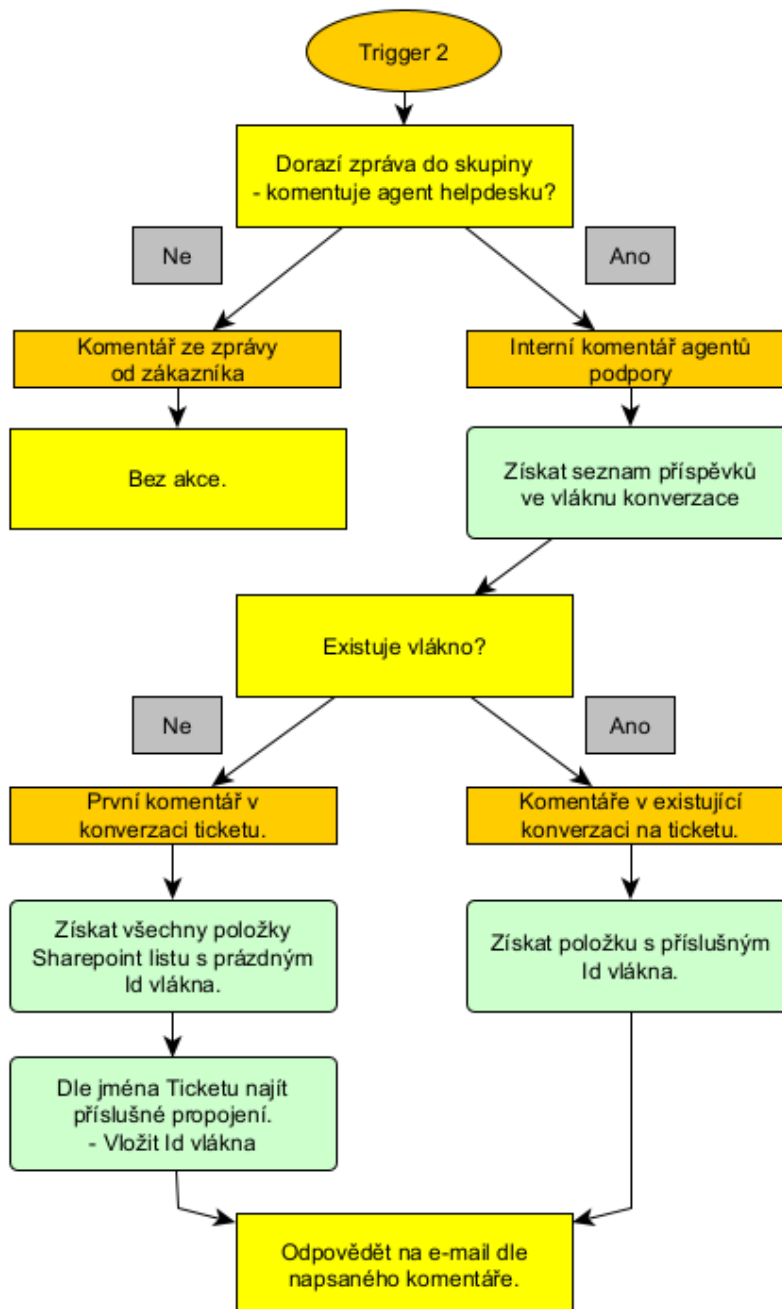 Trigger 2
Dorazí zpráva do skupiny
- komentuje agent helpdesku?
Ne
Ano
Komentář ze zprávy
od zákazníka
Interní komentář agentů
podpory
Bez akce.
Získat seznam příspěvků
ve vláknu konverzace
Existuje vlákno?
Ne
Ano
První komentář v
konverzaci ticketu.
Komentáře v existující
konverzaci na ticketu.
Získat všechny položky
Sharepoint listu s prázdným
Id vlákna.
Získat položku s příslušným
Id vlákna.
Dle jména Ticketu najít
příslušné propojení.
- Vložit Id vlákna
Odpovědět na e-mail dle
napsaného komentáře.